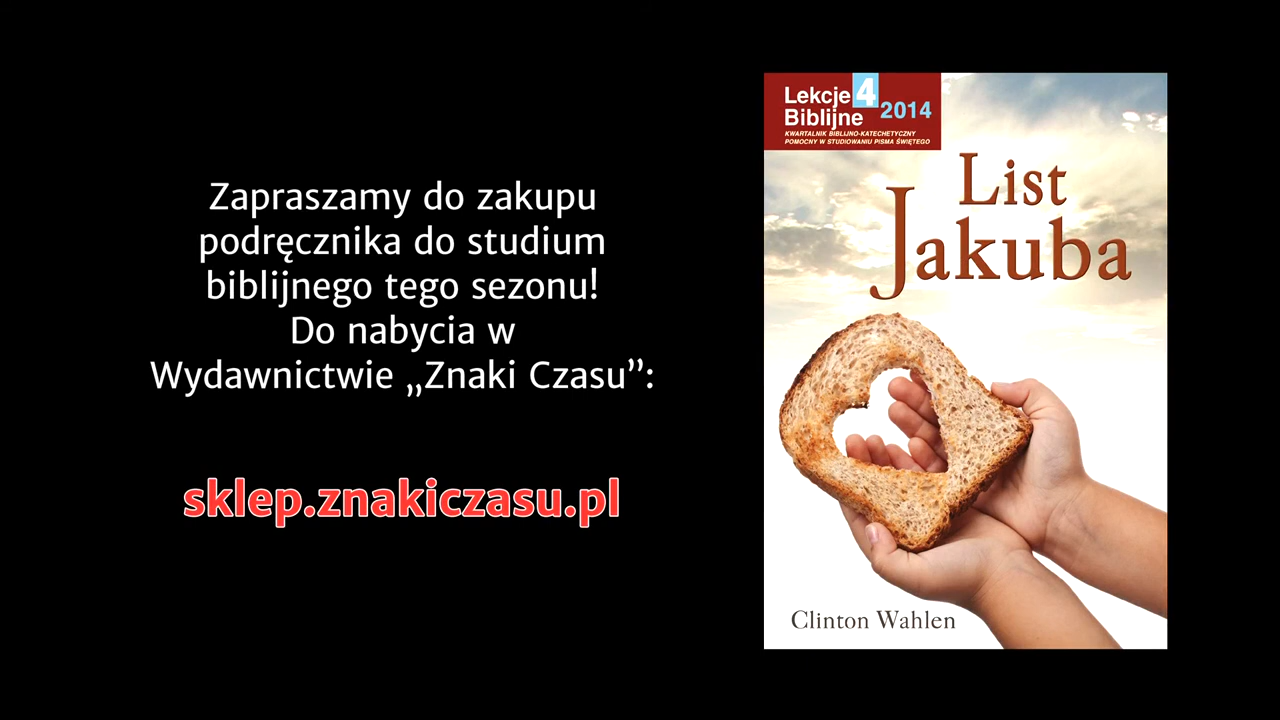 Zapraszamy do zakupu
podręcznika do studium
biblijnego tego sezonu!
Do nabycia w
Wydawnictwie „Znaki Czasu”:
sklep.znakiczasu.pl
Lekcje 4 2014
Biblijne
KWARTALNIK BIBLIJNO-KATECHETYCZNY
POMOCNY W STUDIOWANIU PISMA ŚWIĘTEGO
List
Jakuba
Clinton Wahlen